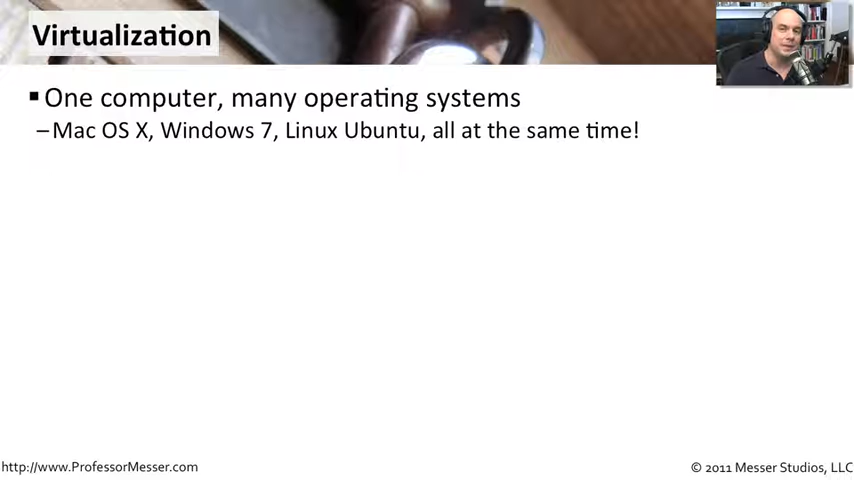 Virtualization
▪ One computer, many operating systems
– Mac OS X, Windows 7, Linux Ubuntu, all at the same time!
http://www.ProfessorMesser.com
© 2011 Messer Studios, LLC